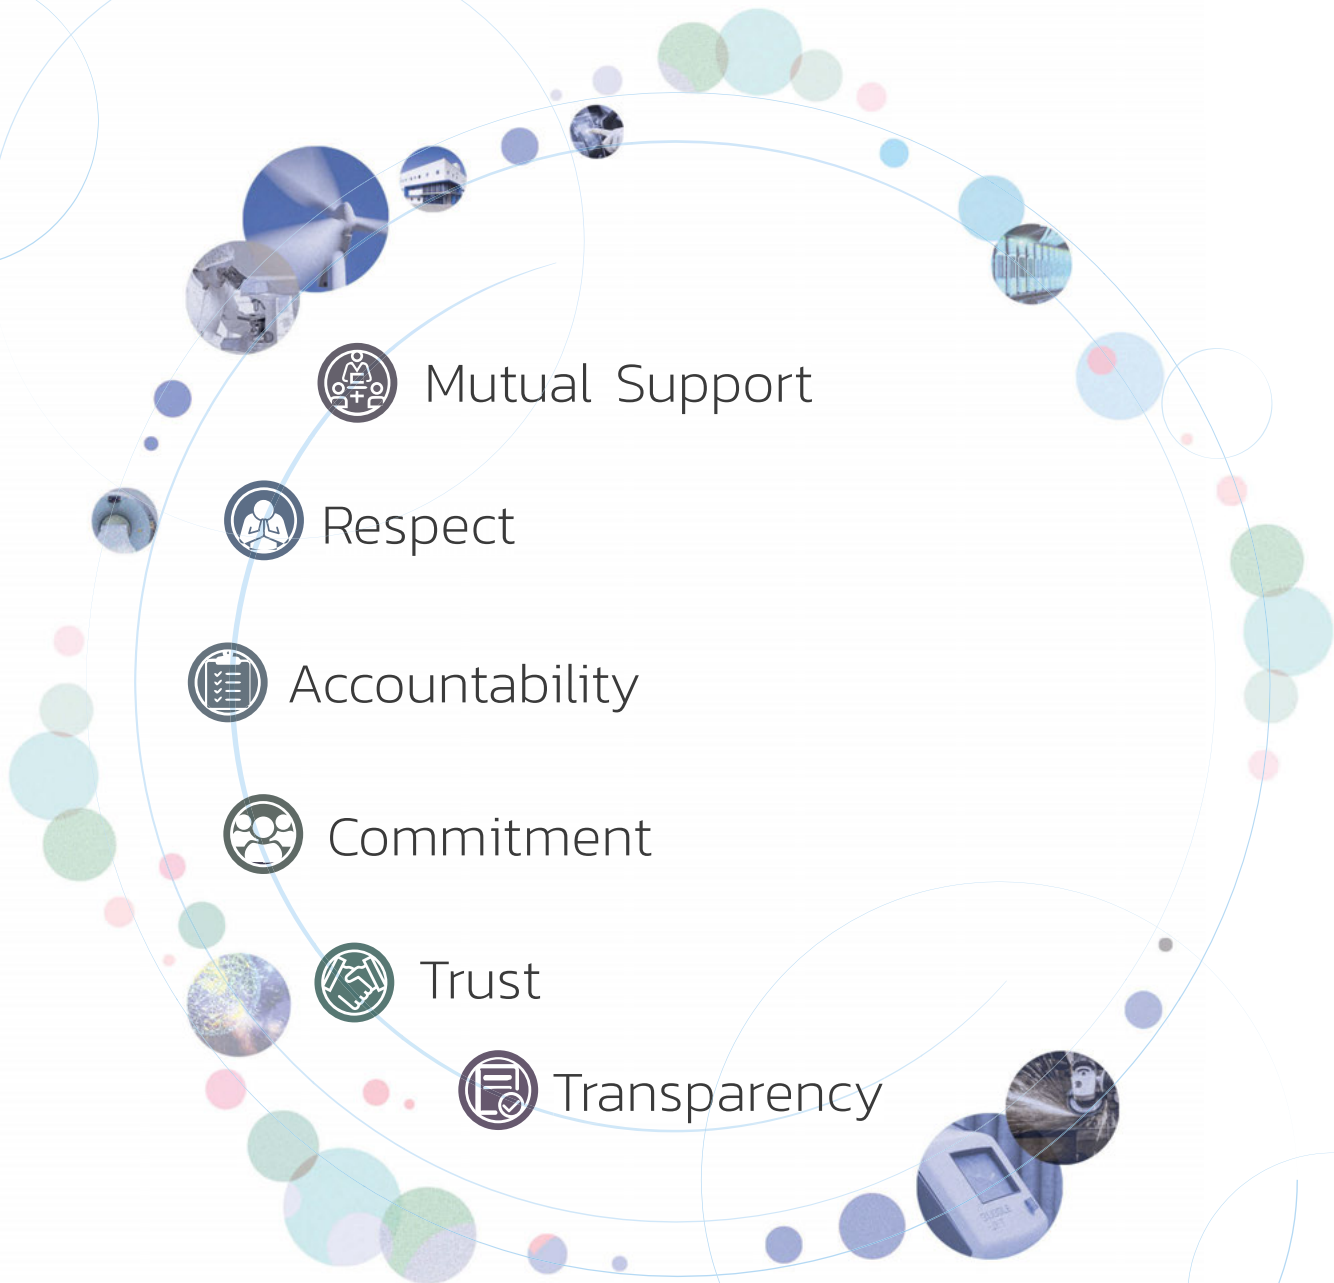 Mutual Support
Respect
Accountability
Commitment
Trust
Transparency